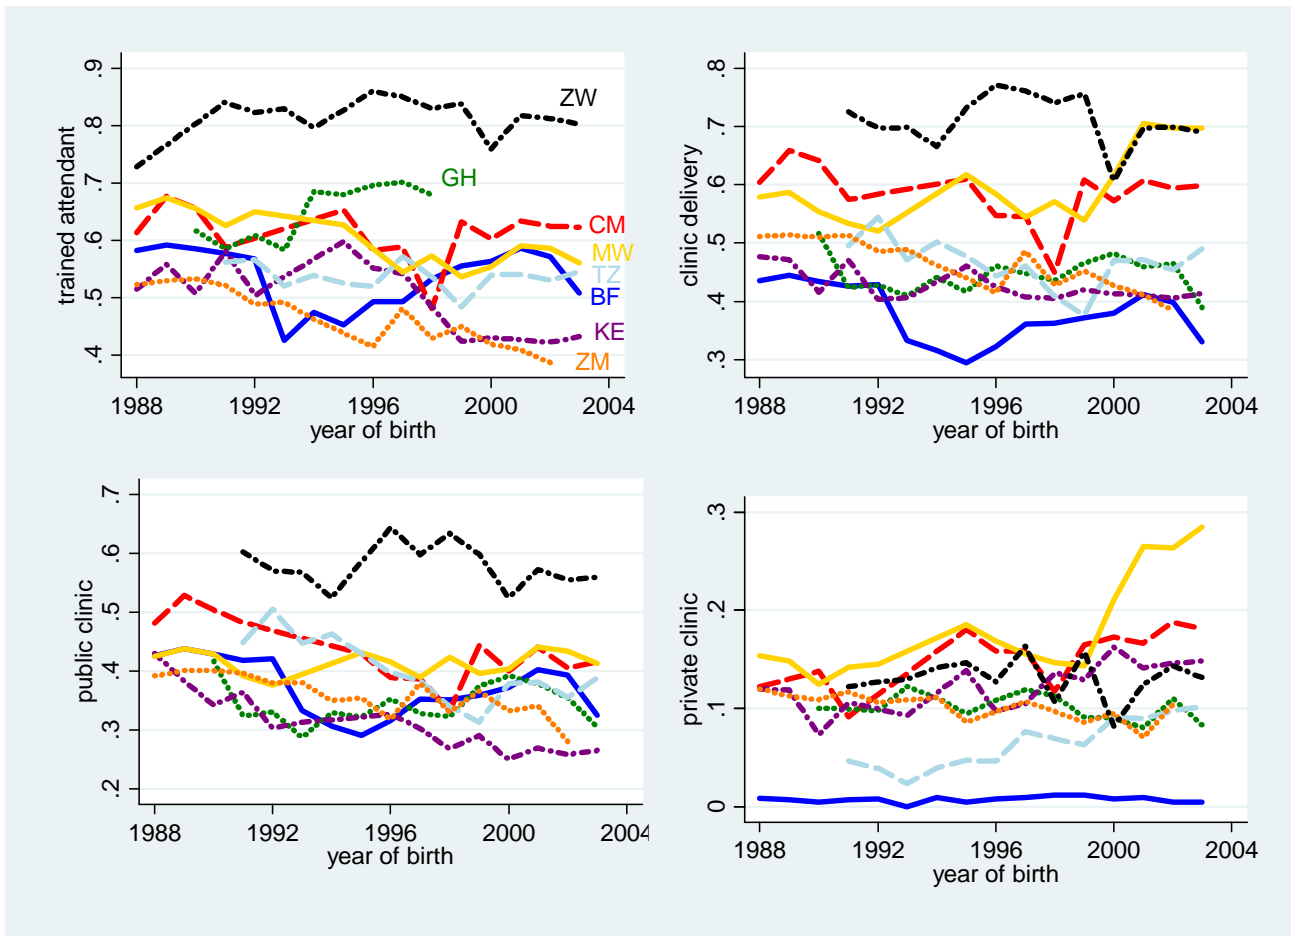 .9
.8
.7
.6
.5
.4
trained attendant
ZW
GH
CM
MW
TZ
BF
KE
ZM
1988 1992 1996 2000 2004
year of birth
.8
.7
.6
.5
.4
.3
clinic delivery
1988 1992 1996 2000 2004
year of birth
.7
.6
.5
.4
.3
.2
public clinic
1988 1992 1996 2000 2004
year of birth
.3
.2
.1
0
private clinic
1988 1992 1996 2000 2004
year of birth